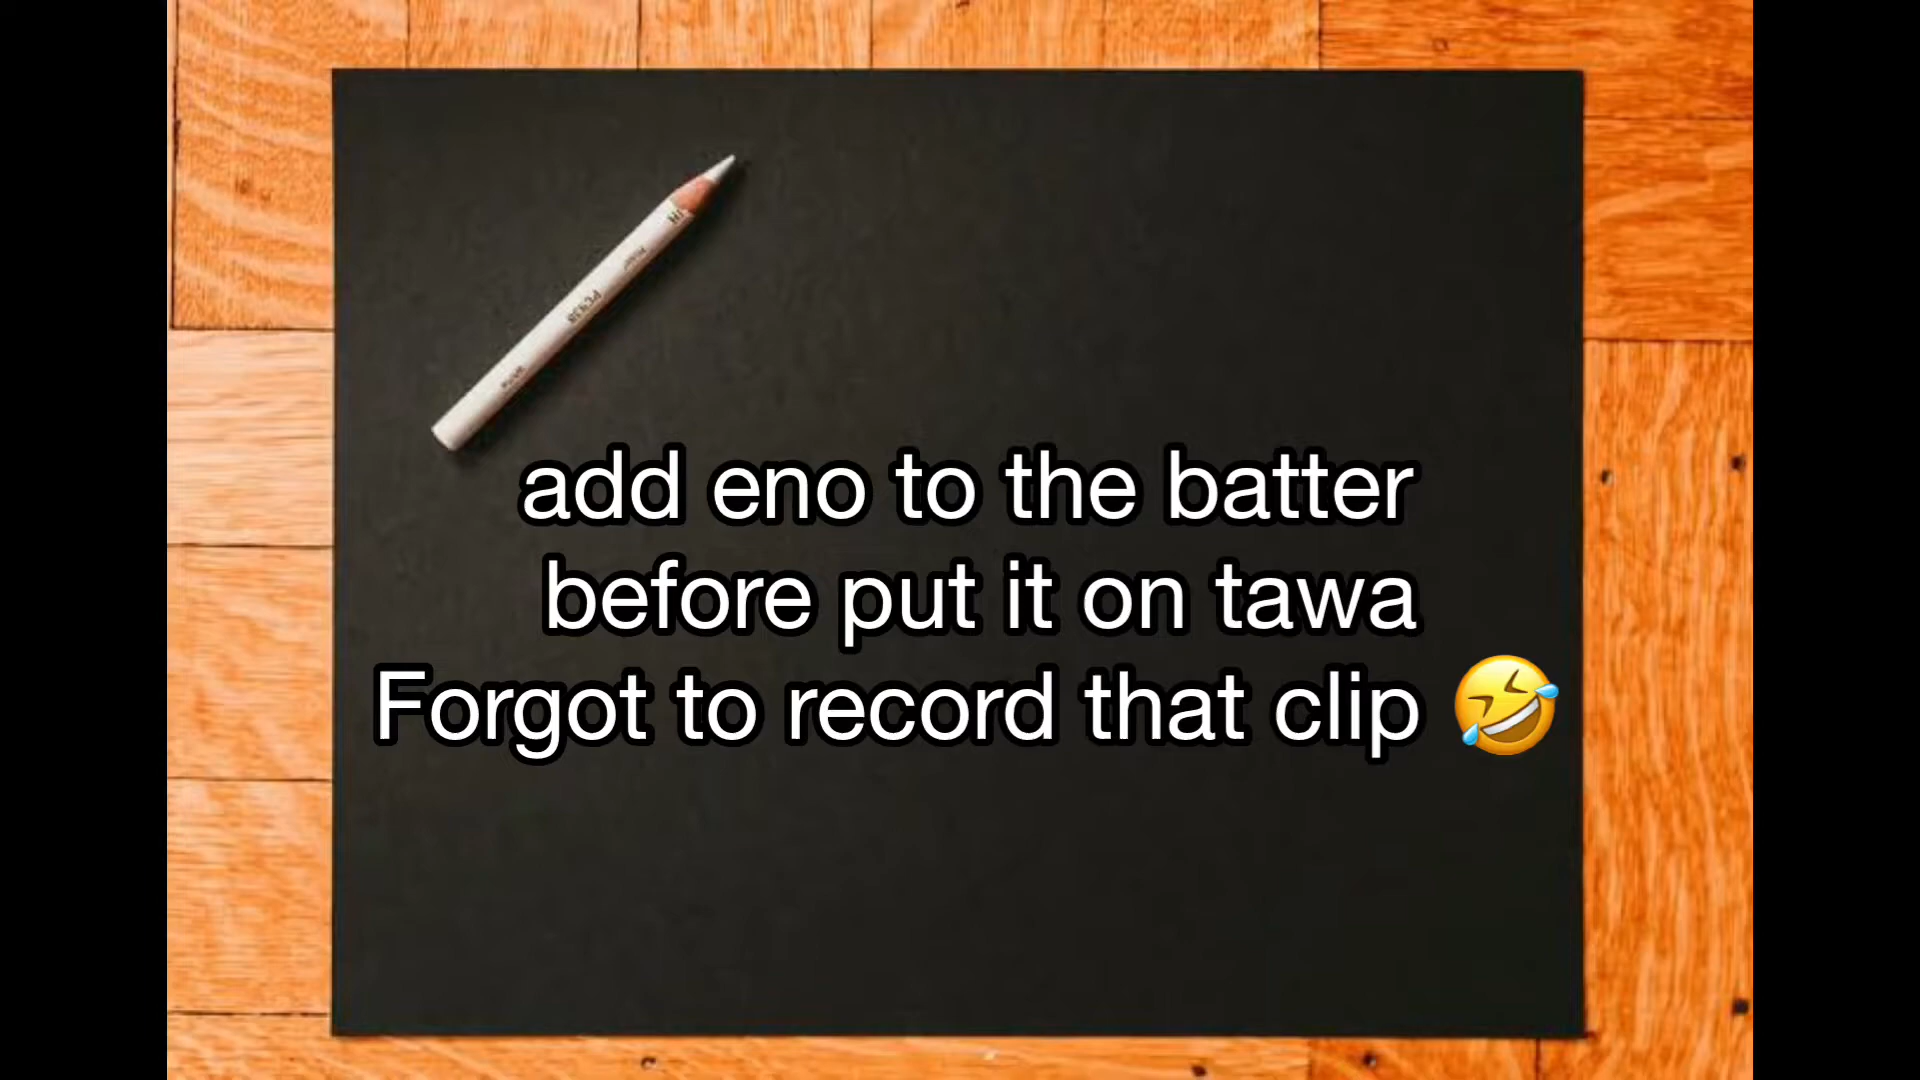 add eno to the batter
before put it on tawa
Forgot to record that clip 🤣